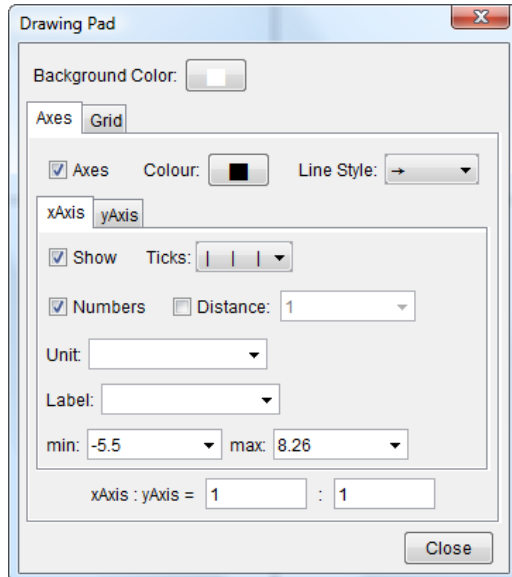 Drawing Pad
Background Color:
Axes Grid
Axes Colour: Line Style:
xAxis yAxis
Show Ticks:
Numbers Distance: 1
Unit:
Label:
min: -5.5 max: 8.26
xAxis : yAxis = 1 : 1
Close